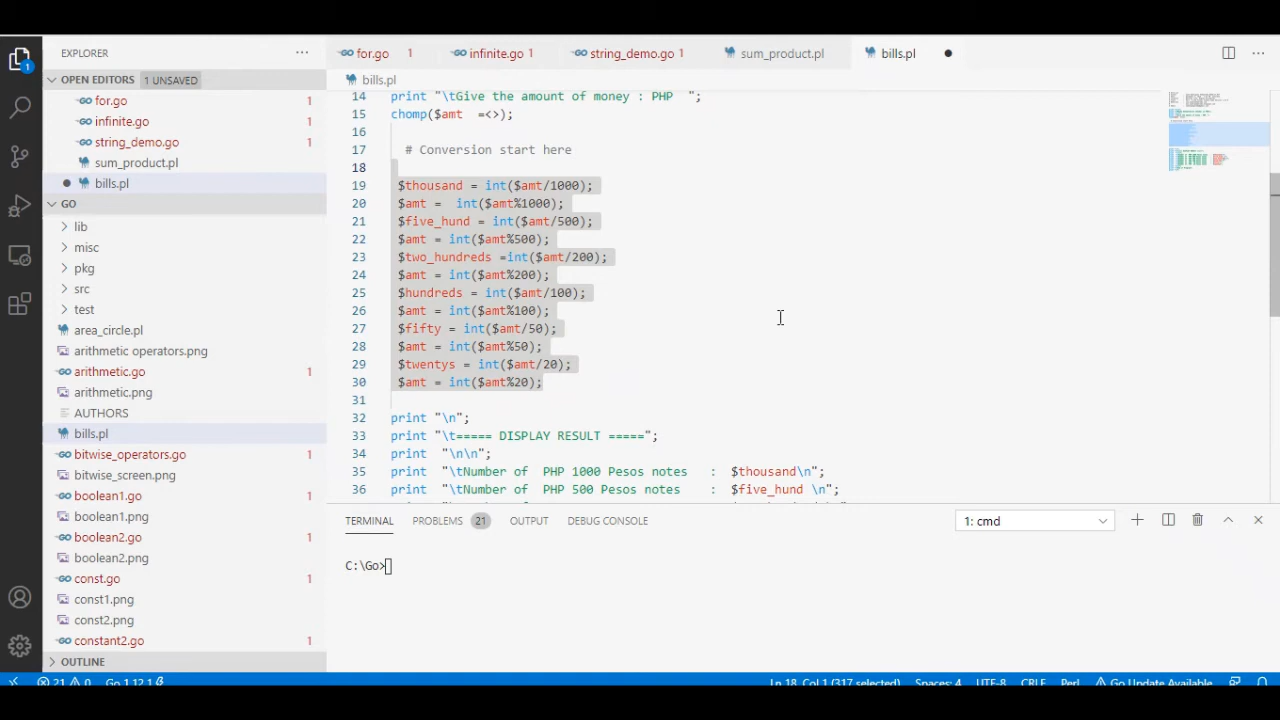 EXPLORER
OPEN EDITORS 1 UNSAVED
for.go 1
infinite.go 1
string_demo.go 1
sum_product.pl
bills.pl
GO
lib
misc
pkg
src
test
area_circle.pl
arithmetic operators.png
arithmetic.go 1
arithmetic.png
AUTHORS
bills.pl
bitwise_operators.go 1
bitwise_screen.png
boolean1.go 1
boolean1.png
boolean2.go 1
boolean2.png
const.go 1
const1.png
const2.png
constant2.go 1
OUTLINE
for.go 1 infinite.go 1 string_demo.go 1 sum_product.pl bills.pl
bills.pl
14 print "\tGive the amount of money : PHP  ";
15 chomp($amt  =<>);
16
17 # Conversion start here
18
19 $thousand = int($amt/1000);
20 $amt =  int($amt%1000);
21 $five_hund = int($amt/500);
22 $amt = int($amt%500);
23 $two_hundreds =int($amt/200);
24 $amt = int($amt%200);
25 $hundreds = int($amt/100);
26 $amt = int($amt%100);
27 $fifty = int($amt/50);
28 $amt = int($amt%50);
29 $twentys = int($amt/20);
30 $amt = int($amt%20);
31
32 print "\n";
33 print "\t===== DISPLAY RESULT =====";
34 print  "\n\n";
35 print  "\tNumber of  PHP 1000 Pesos notes   :  $thousand\n";
36 print  "\tNumber of  PHP 500 Pesos notes    :  $five_hund \n";
TERMINAL PROBLEMS 21 OUTPUT DEBUG CONSOLE 1: cmd
C:\Go>
21 0 Go 1.12.1 Ln 18, Col 1 (317 selected) Spaces: 4 UTF-8 CRLF Perl Go Update Available